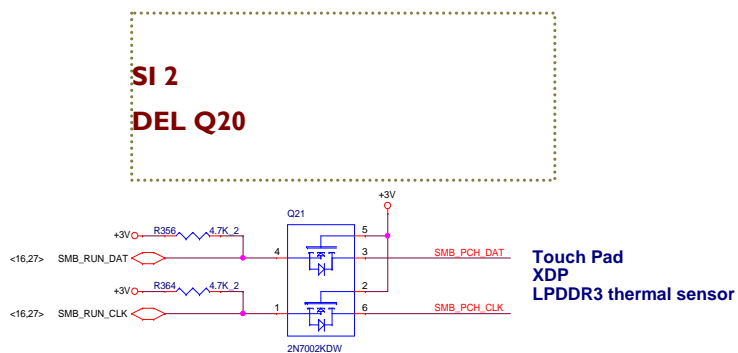 SI 2
DEL Q20
+3V
Q21
+3V R356 4.7K_2 5
<16,27> SMB_RUN_DAT 4 3 SMB_PCH_DAT Touch Pad
XDP
+3V R364 4.7K_2 2 LPDDR3 thermal sensor
<16,27> SMB_RUN_CLK 1 6 SMB_PCH_CLK
2N7002KDW